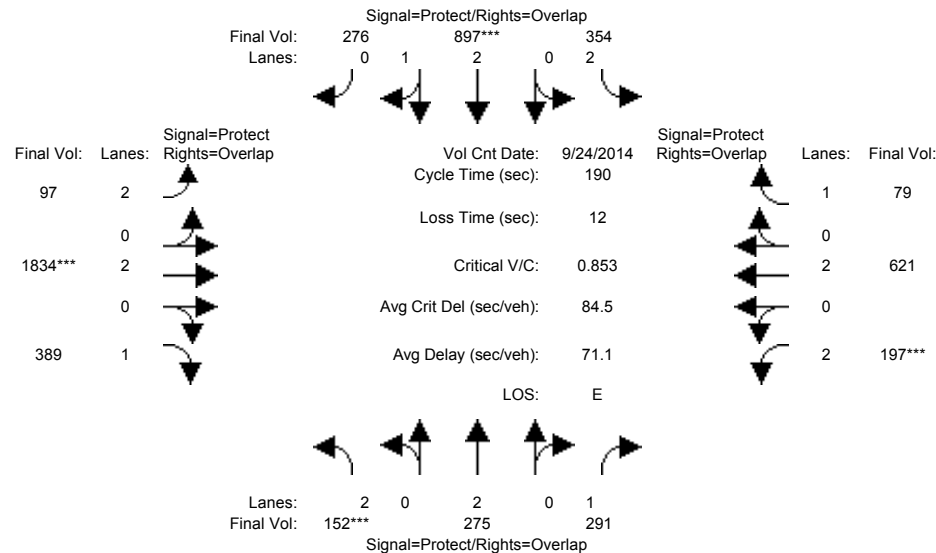 Signal=Protect/Rights=Overlap
Final Vol: 276 897*** 354
Lanes: 0 1 2 0 2
Signal=Protect
Final Vol: Lanes: Rights=Overlap
Vol Cnt Date: 9/24/2014
Signal=Protect
Rights=Overlap Lanes: Final Vol:
Cycle Time (sec): 190
97 2
1 79
Loss Time (sec): 12
0
0
1834*** 2
Critical V/C: 0.853
2 621
0
Avg Crit Del (sec/veh): 84.5
0
389 1
Avg Delay (sec/veh): 71.1
2 197***
LOS: E
Lanes: 2 0 2 0 1
Final Vol: 152*** 275 291
Signal=Protect/Rights=Overlap